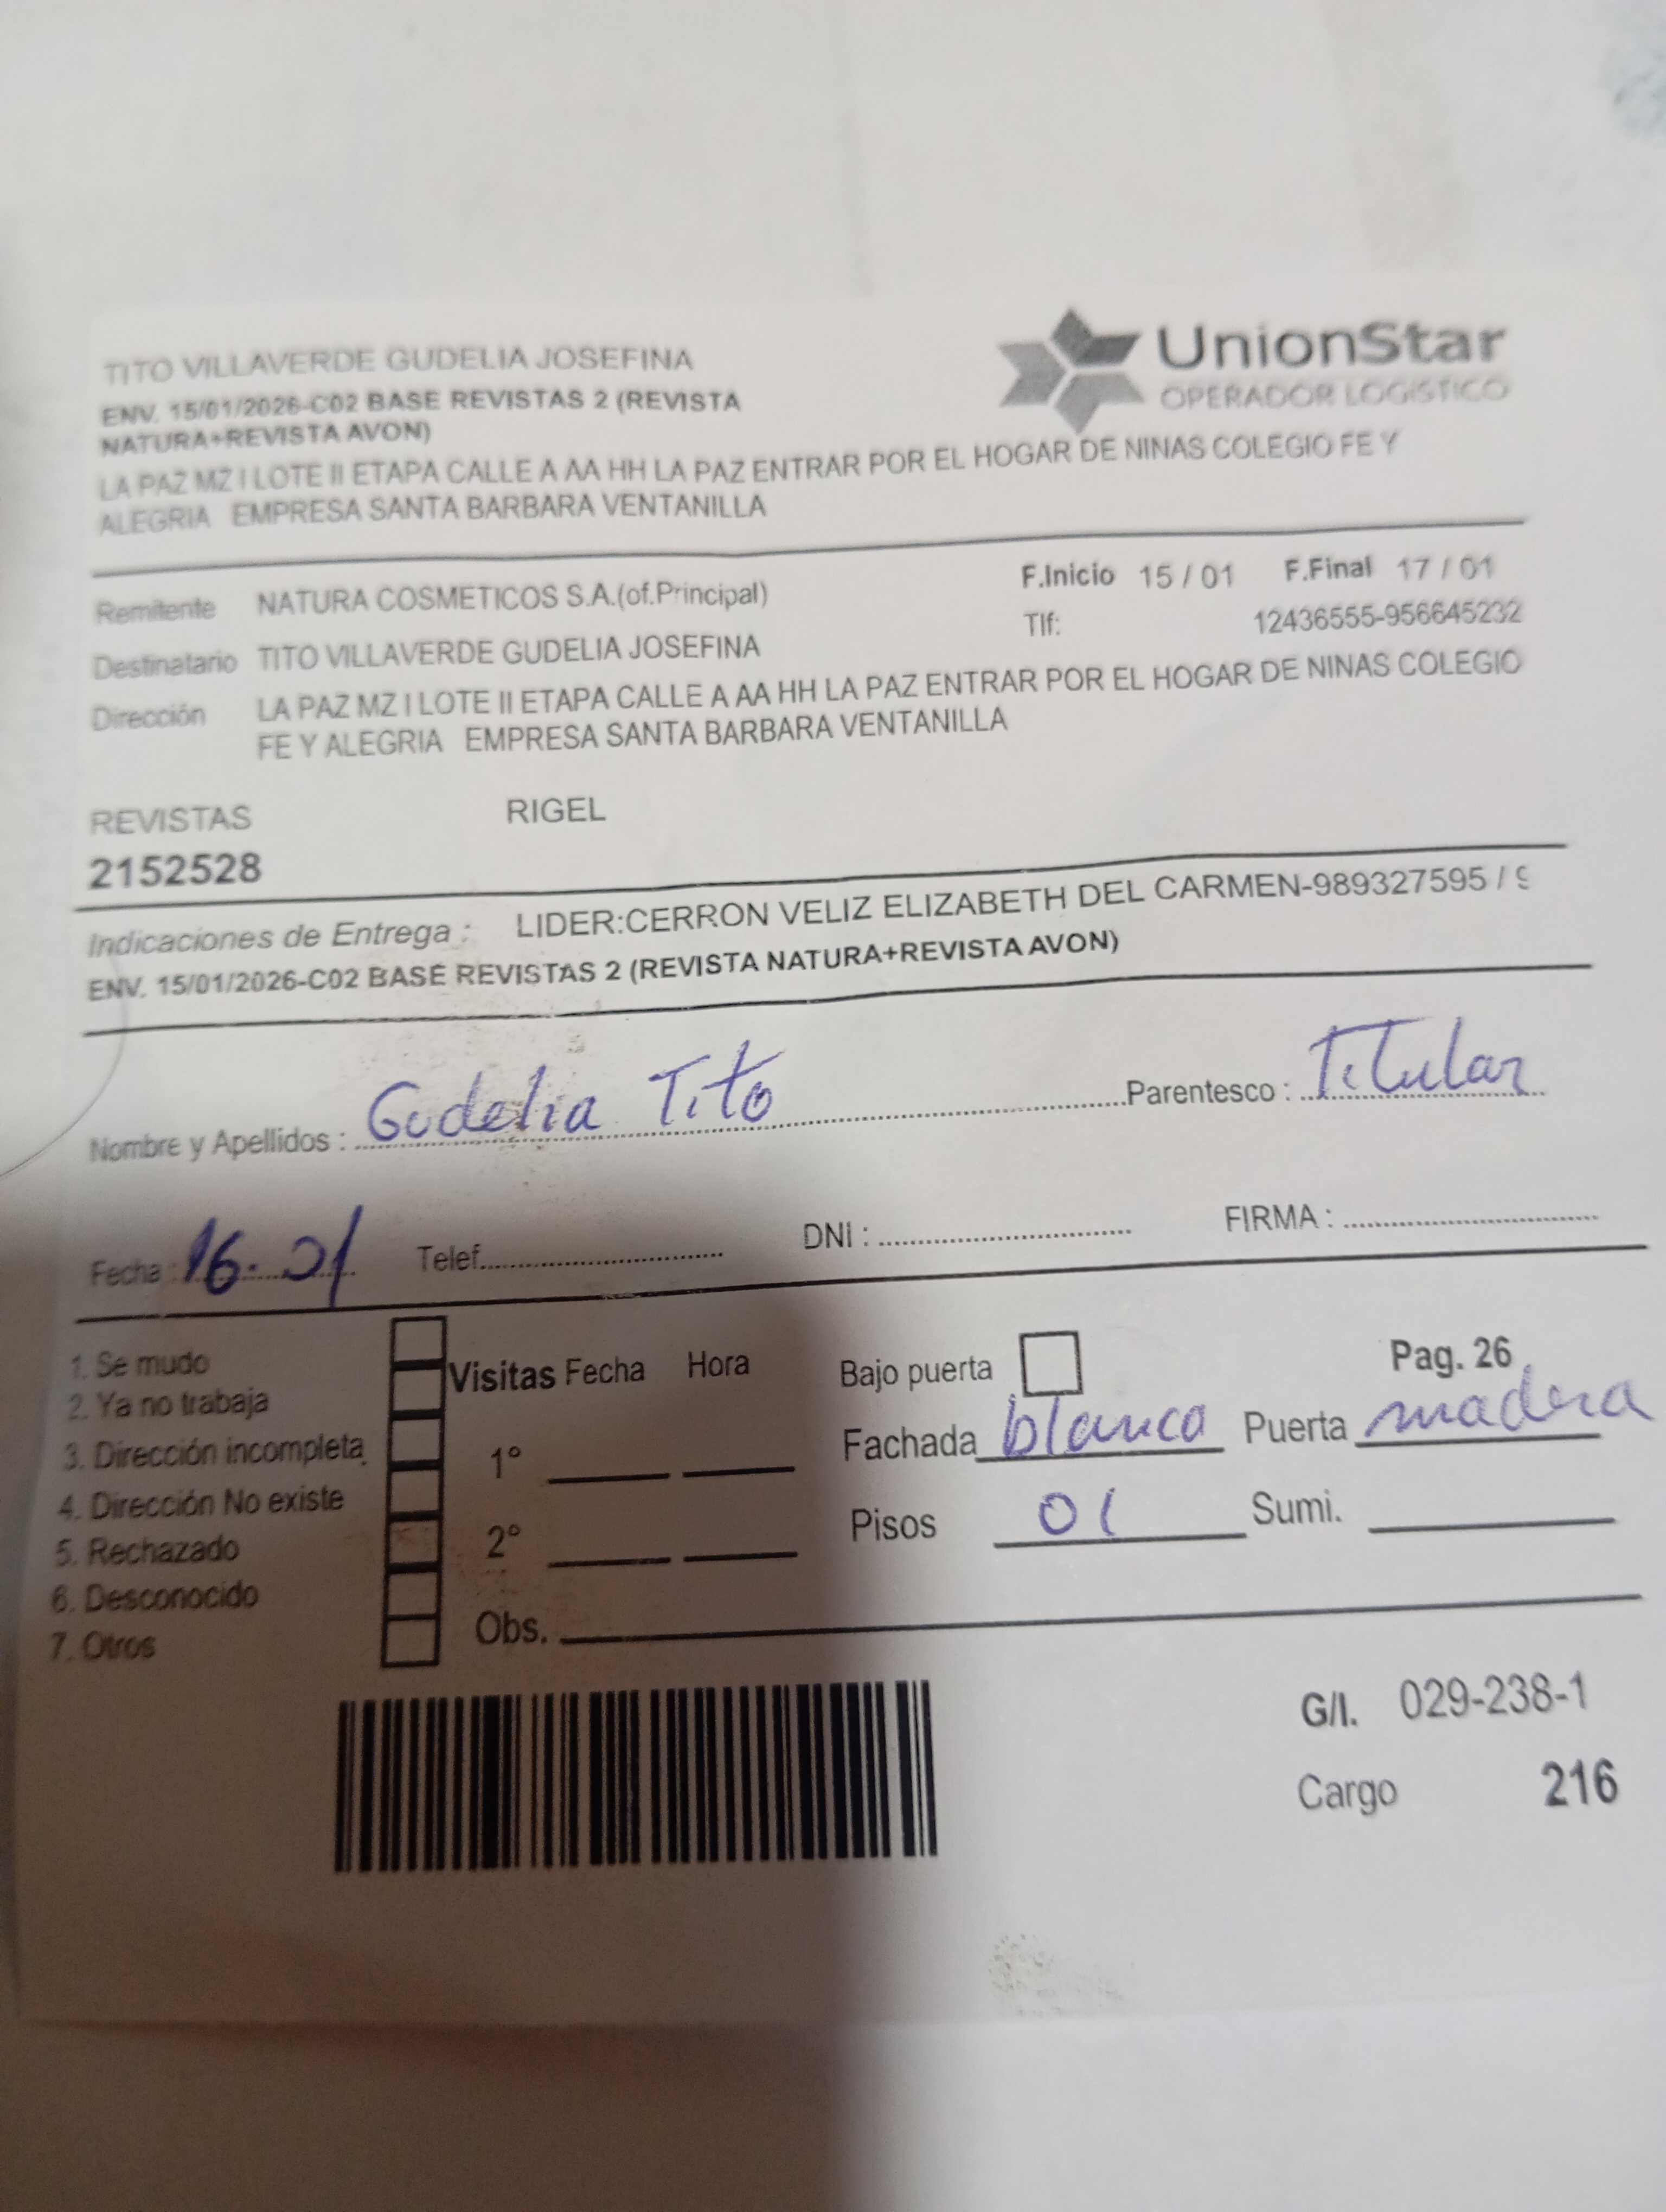 TITO VILLAVERDE GUDELIA JOSEFINA
UnionStar
OPERADOR LOGISTICO
ENV. 15/01/2026-C02 BASE REVISTAS 2 (REVISTA
NATURA+REVISTA AVON)
LA PAZ MZ I LOTE II ETAPA CALLE A AA HH LA PAZ ENTRAR POR EL HOGAR DE NINAS COLEGIO FE Y
ALEGRIA EMPRESA SANTA BARBARA VENTANILLA
Remitente NATURA COSMETICOS S.A.(of.Principal) F.Inicio 15 / 01 F.Final 17 / 01
Destinatario TITO VILLAVERDE GUDELIA JOSEFINA Tlf: 12436555-956645232
Dirección LA PAZ MZ I LOTE II ETAPA CALLE A AA HH LA PAZ ENTRAR POR EL HOGAR DE NINAS COLEGIO
FE Y ALEGRIA EMPRESA SANTA BARBARA VENTANILLA
REVISTAS RIGEL
2152528
Indicaciones de Entrega : LIDER:CERRON VELIZ ELIZABETH DEL CARMEN-989327595 / 9
ENV. 15/01/2026-C02 BASE REVISTAS 2 (REVISTA NATURA+REVISTA AVON)
Nombre y Apellidos : Gudelia Tito Parentesco : Titular
Fecha : 16. 01 Telef. DNI : FIRMA :
1. Se mudo
2. Ya no trabaja
3. Dirección incompleta
4. Dirección No existe
5. Rechazado
6. Desconocido
7. Otros
Visitas Fecha Hora
1°
2°
Obs.
Bajo puerta Pag. 26
Fachada blanca Puerta madera
Pisos 01 Sumi.
G/I. 029-238-1
Cargo 216